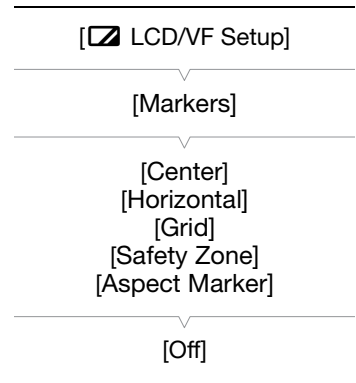 [ LCD/VF Setup]
[Markers]
[Center]
[Horizontal]
[Grid]
[Safety Zone]
[Aspect Marker]
[Off]